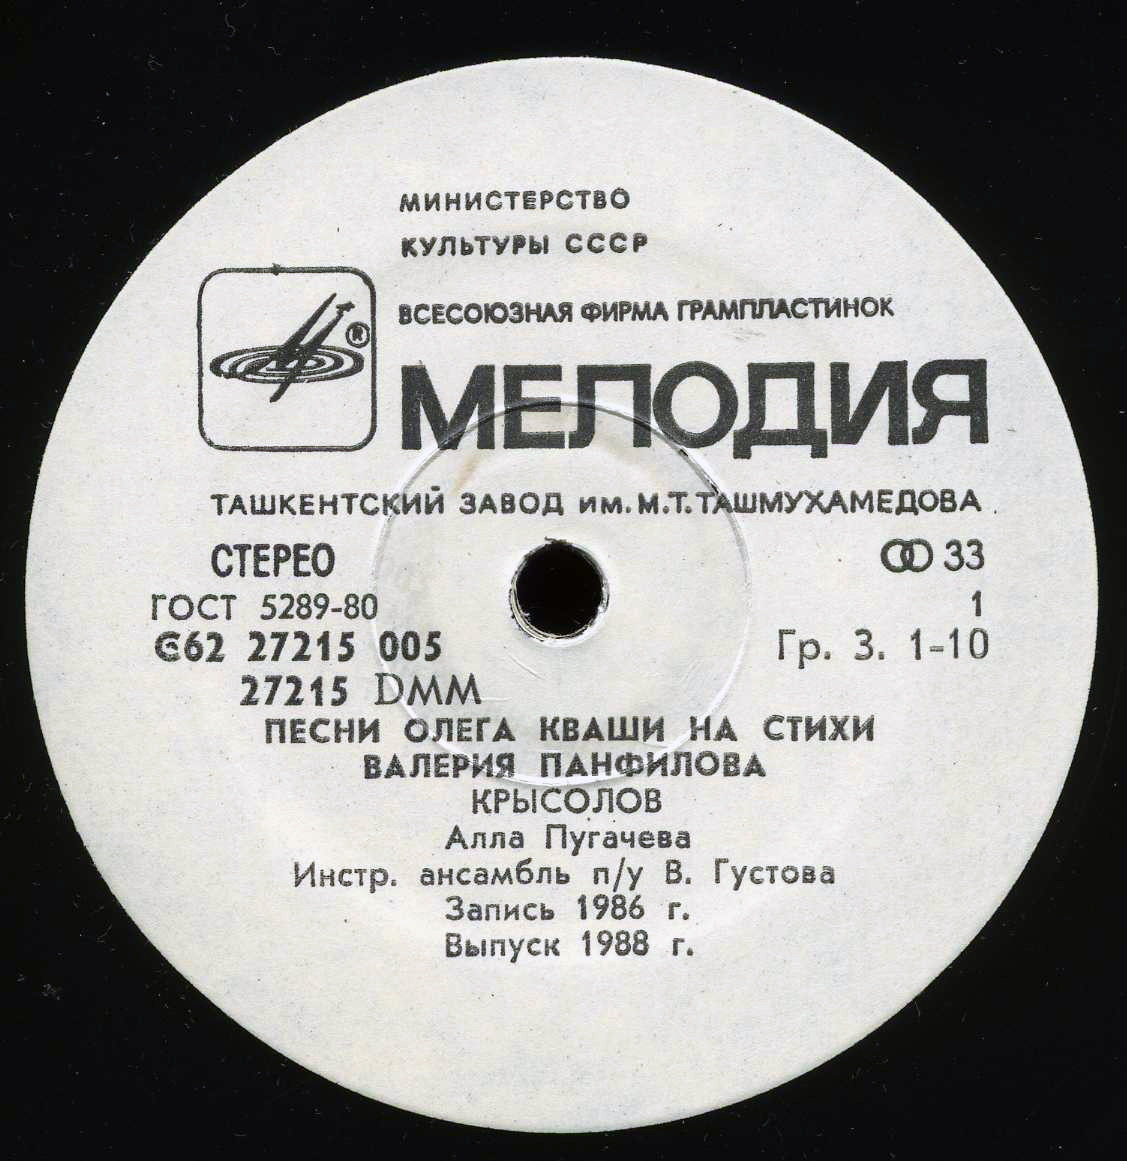 МИНИСТЕРСТВО
КУЛЬТУРЫ СССР
ВСЕСОЮЗНАЯ ФИРМА ГРАМПЛАСТИНОК
®
МЕЛОДИЯ
ТАШКЕНТСКИЙ ЗАВОД им. М.Т.ТАШМУХАМЕДОВА
СТЕРЕО 33
ГОСТ 5289-80 1
С62 27215 005 Гр. 3. 1-10
27215 DMM
ПЕСНИ ОЛЕГА КВАШИ НА СТИХИ
ВАЛЕРИЯ ПАНФИЛОВА
КРЫСОЛОВ
Алла Пугачева
Инстр. ансамбль п/у В. Густова
Запись 1986 г.
Выпуск 1988 г.